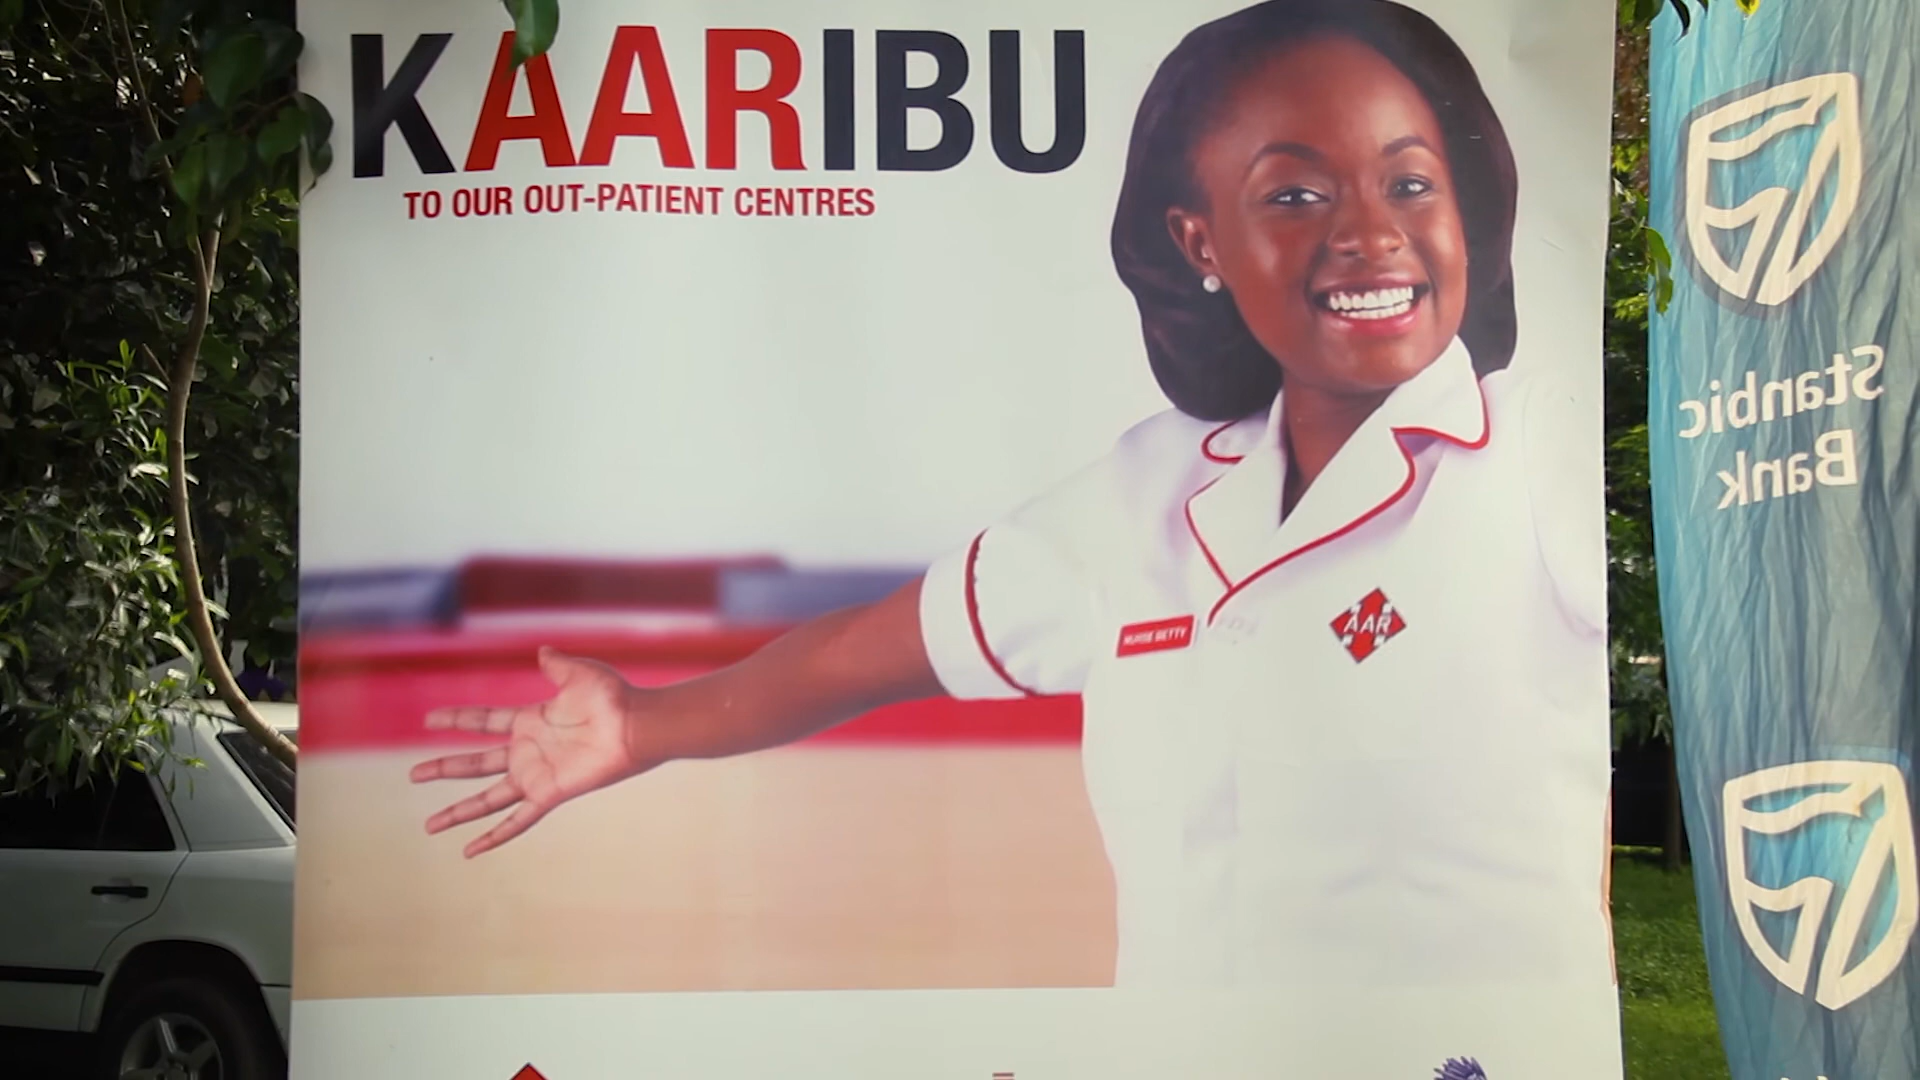 KAARIBU
TO OUR OUT-PATIENT CENTRES
NURSE BETTY
AAR
Stanbic
Bank